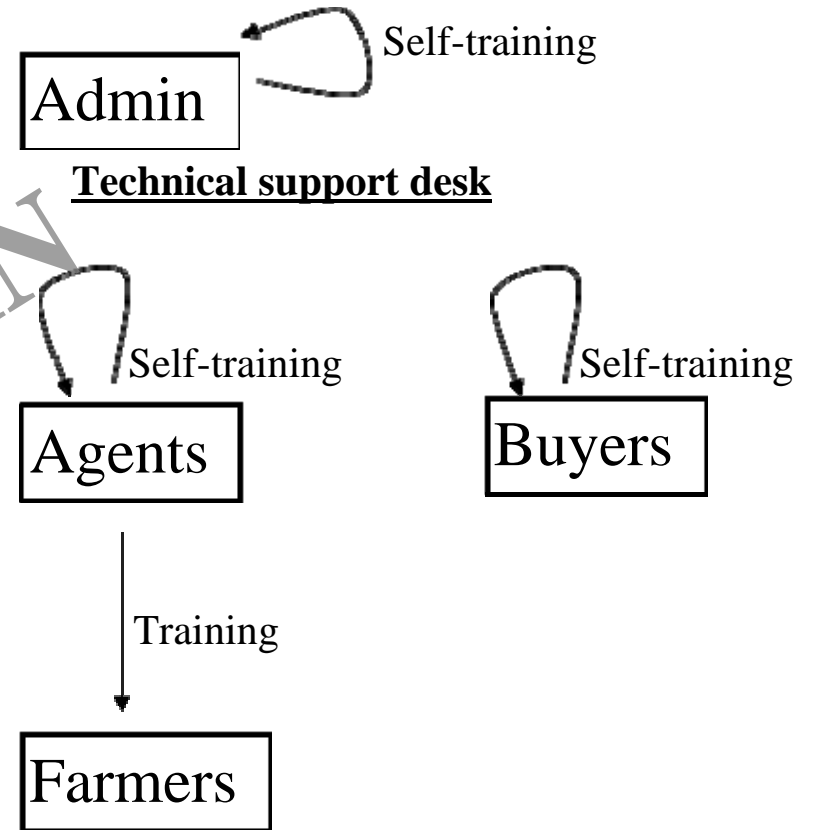 Self-training
Admin
Technical support desk
Self-training
Self-training
Agents
Buyers
Training
Farmers